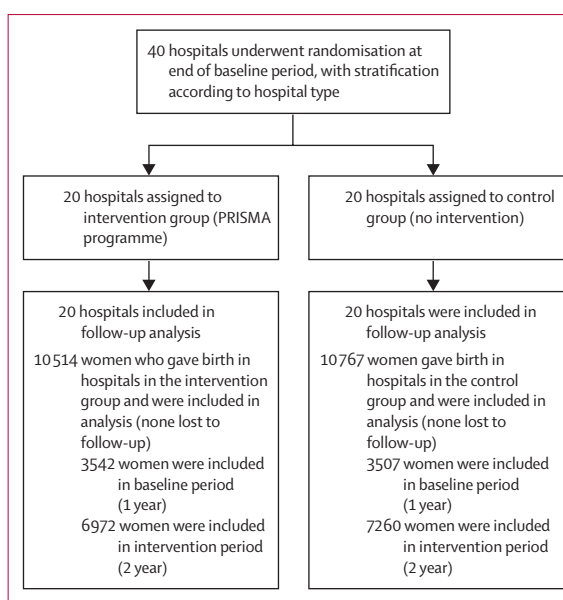 40 hospitals underwent randomisation at
end of baseline period, with stratification
according to hospital type
20 hospitals assigned to
intervention group (PRISMA
programme)
20 hospitals assigned to control
group (no intervention)
20 hospitals included in
follow-up analysis
10 514 women who gave birth in
hospitals in the intervention
group and were included in
analysis (none lost to
follow-up)
3542 women were included
in baseline period
(1 year)
6972 women were included
in intervention period
(2 year)
20 hospitals were included in
follow-up analysis
10 767 women gave birth in
hospitals in the control
group and were included in
analysis (none lost to
follow-up)
3507 women were included
in baseline period
(1 year)
7260 women were included
in intervention period
(2 year)